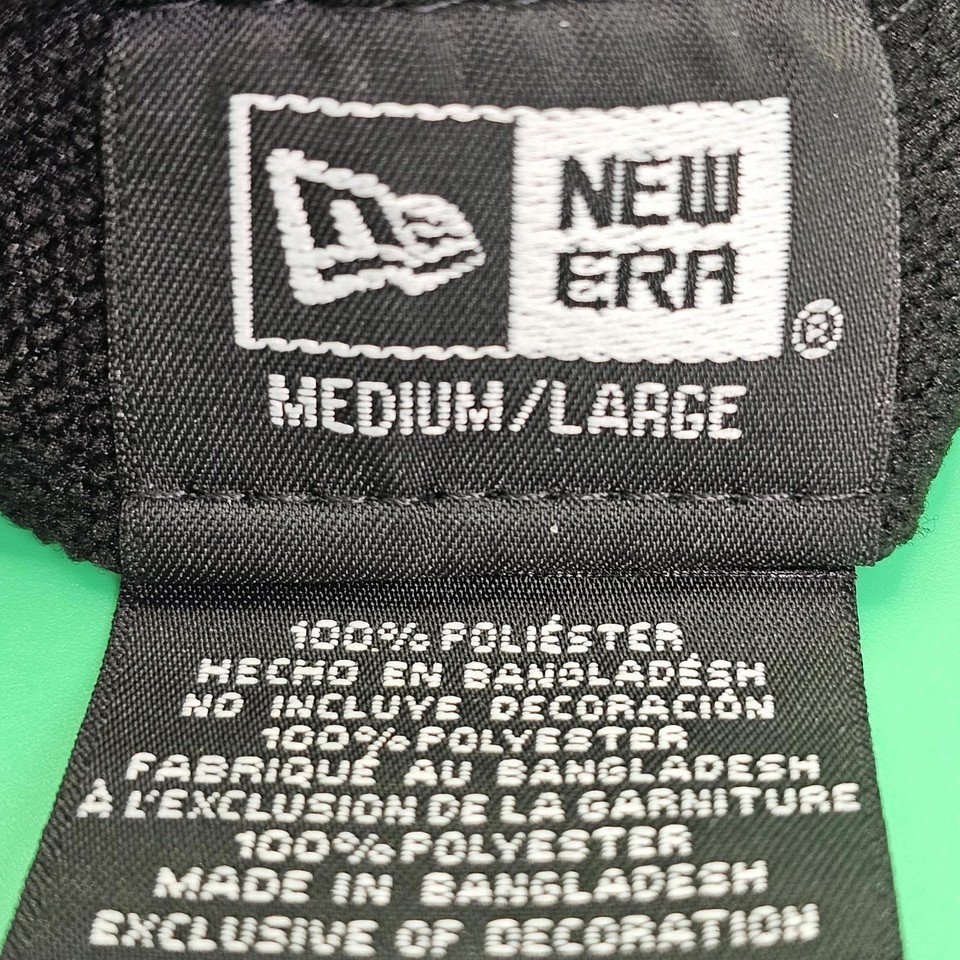 NEW
ERA
®
MEDIUM/LARGE
100% POLIÉSTER
HECHO EN BANGLADÉSH
NO INCLUYE DECORACIÓN
100% POLYESTER
FABRIQUÉ AU BANGLADESH
À L'EXCLUSION DE LA GARNITURE
100% POLYESTER
MADE IN BANGLADESH
EXCLUSIVE OF DECORATION